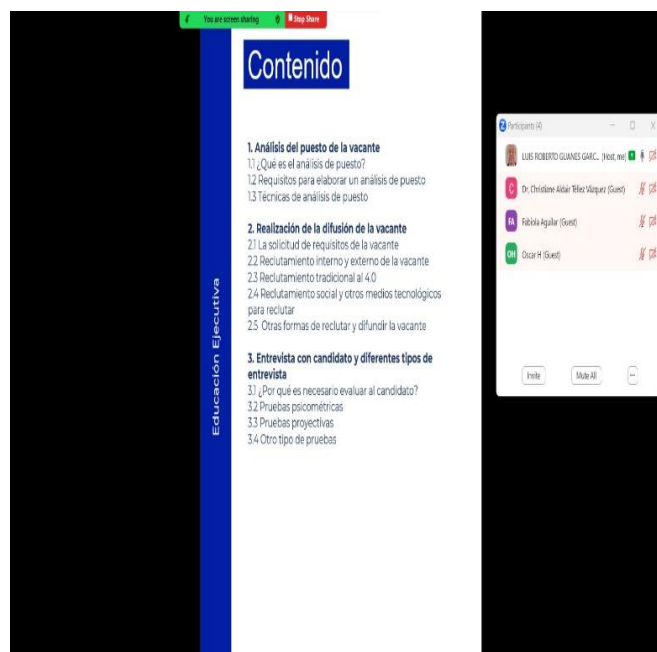 You are screen sharing
Stop Share
Contenido
1. Análisis del puesto de la vacante
1.1 ¿Qué es el análisis de puesto?
1.2 Requisitos para elaborar un análisis de puesto
1.3 Técnicas de análisis de puesto
2. Realización de la difusión de la vacante
2.1 La solicitud de requisitos de la vacante
2.2 Reclutamiento interno y externo de la vacante
2.3 Reclutamiento tradicional al 4.0
2.4 Reclutamiento social y otros medios tecnológicos
para reclutar
2.5 Otras formas de reclutar y difundir la vacante
3. Entrevista con candidato y diferentes tipos de
entrevista
3.1 ¿Por qué es necesario evaluar al candidato?
3.2 Pruebas psicométricas
3.3 Pruebas proyectivas
3.4 Otro tipo de pruebas
Educación Ejecutiva
Participants (4)
LUIS ROBERTO GLIANES GARC... (Host, me)
C Dr. Christiane Aldair Téllez Vázquez (Guest)
FA Fabiola Aguilar (Guest)
OH Oscar H (Guest)
Invite
Mute All
...